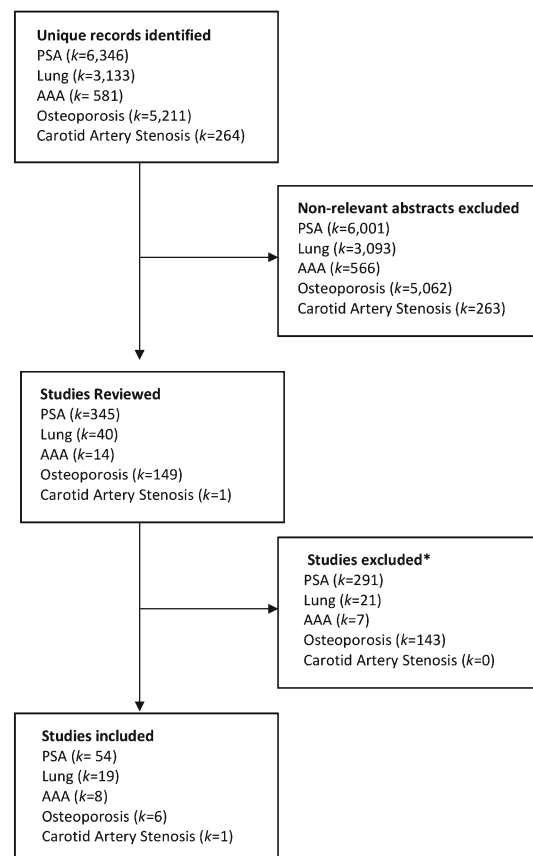 Unique records identified
PSA (k=6,346)
Lung (k=3,133)
AAA (k= 581)
Osteoporosis (k=5,211)
Carotid Artery Stenosis (k=264)
Non-relevant abstracts excluded
PSA (k=6,001)
Lung (k=3,093)
AAA (k=566)
Osteoporosis (k=5,062)
Carotid Artery Stenosis (k=263)
Studies Reviewed
PSA (k=345)
Lung (k=40)
AAA (k=14)
Osteoporosis (k=149)
Carotid Artery Stenosis (k=1)
Studies excluded*
PSA (k=291)
Lung (k=21)
AAA (k=7)
Osteoporosis (k=143)
Carotid Artery Stenosis (k=0)
Studies included
PSA (k= 54)
Lung (k=19)
AAA (k=8)
Osteoporosis (k=6)
Carotid Artery Stenosis (k=1)